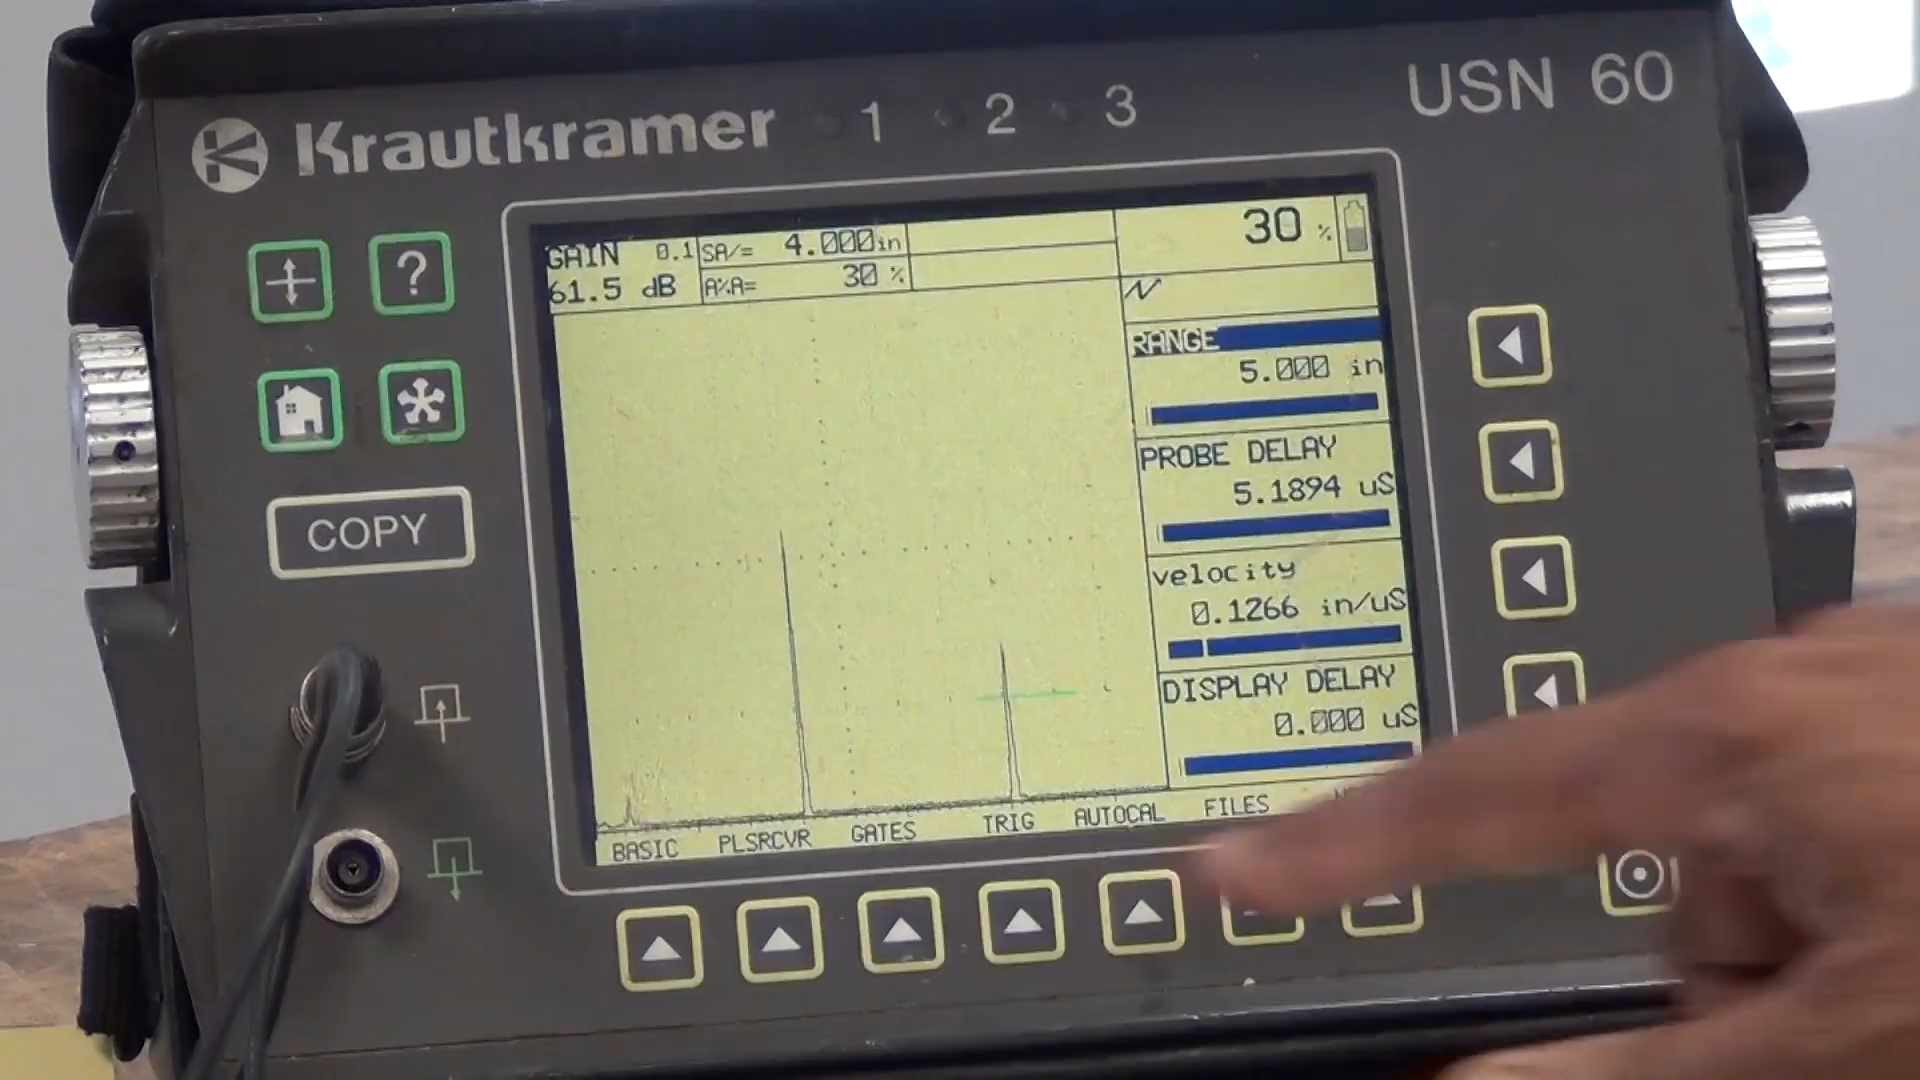 Krautkramer 1 2 3 USN 60
GAIN 0.1 SA/= 4.000in 30 %
61.5 dB A%A= 30 %
RANGE
5.000 in
PROBE DELAY
5.1894 uS
velocity
0.1266 in/uS
DISPLAY DELAY
0.000 uS
BASIC PLSRCVR GATES TRIG AUTOCAL FILES
?
COPY